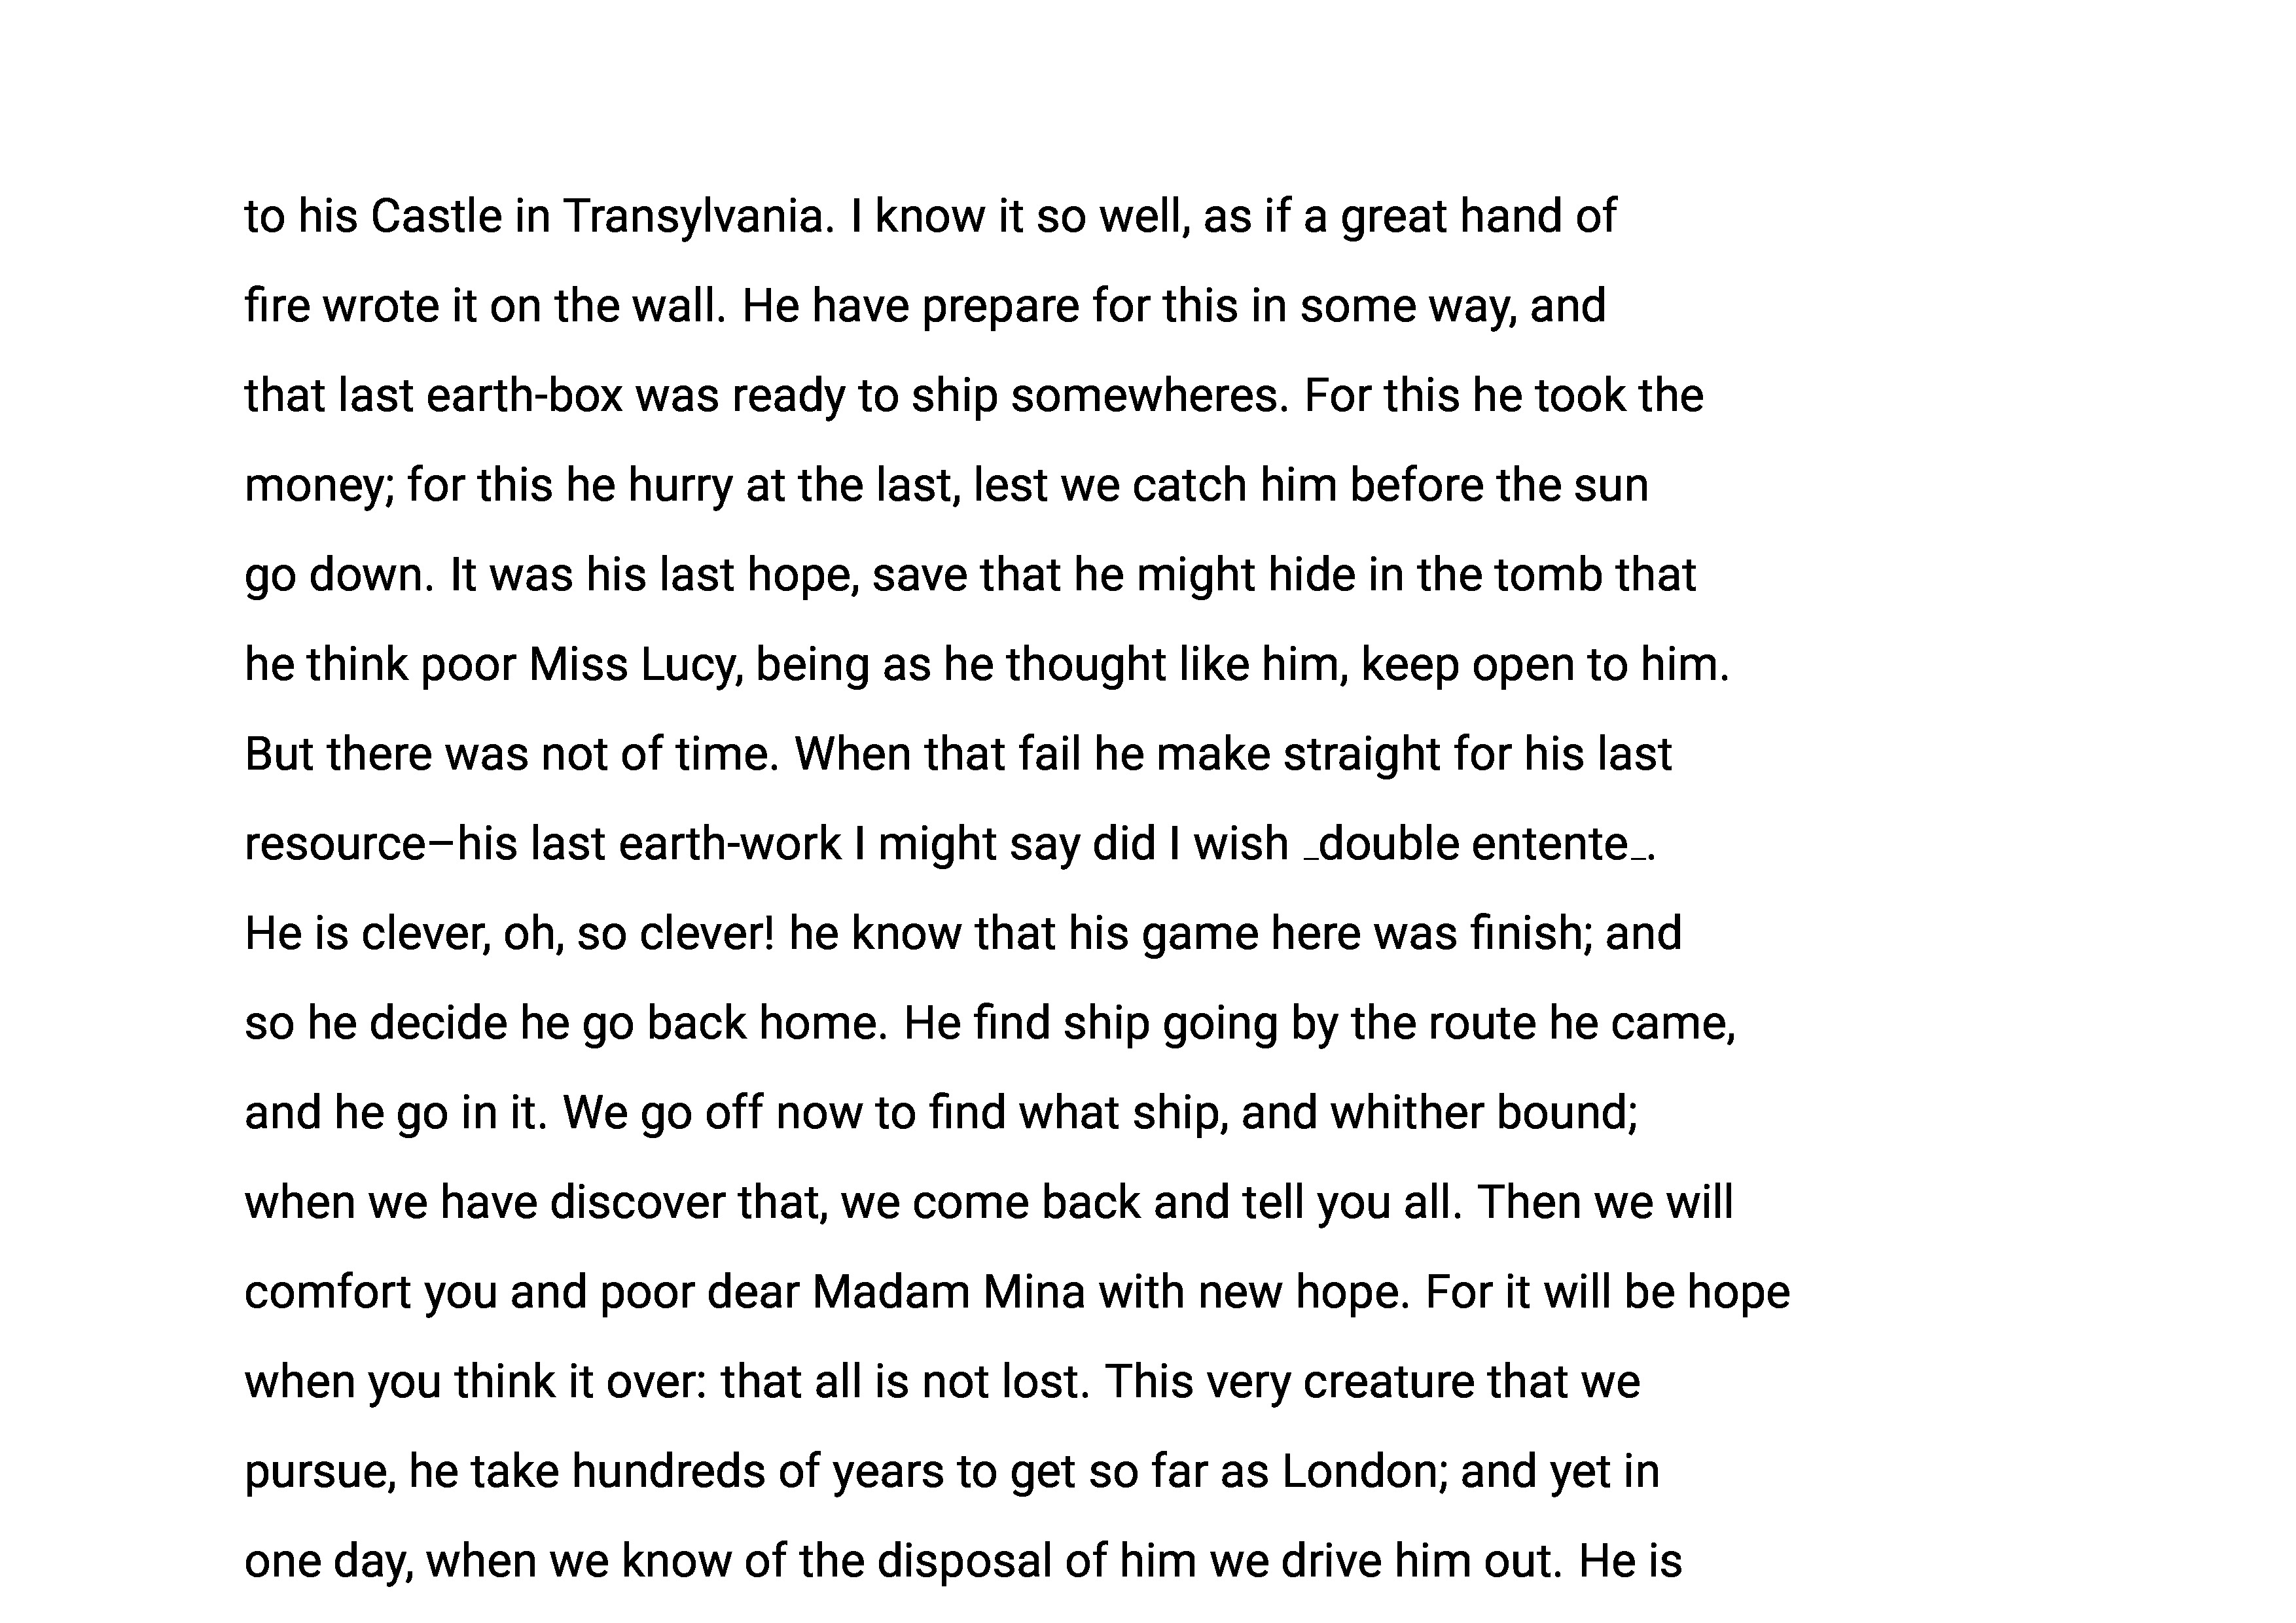 to his Castle in Transylvania. I know it so well, as if a great hand of
fire wrote it on the wall. He have prepare for this in some way, and
that last earth-box was ready to ship somewheres. For this he took the
money; for this he hurry at the last, lest we catch him before the sun
go down. It was his last hope, save that he might hide in the tomb that
he think poor Miss Lucy, being as he thought like him, keep open to him.
But there was not of time. When that fail he make straight for his last
resource—his last earth-work I might say did I wish _double entente_.
He is clever, oh, so clever! he know that his game here was finish; and
so he decide he go back home. He find ship going by the route he came,
and he go in it. We go off now to find what ship, and whither bound;
when we have discover that, we come back and tell you all. Then we will
comfort you and poor dear Madam Mina with new hope. For it will be hope
when you think it over: that all is not lost. This very creature that we
pursue, he take hundreds of years to get so far as London; and yet in
one day, when we know of the disposal of him we drive him out. He is